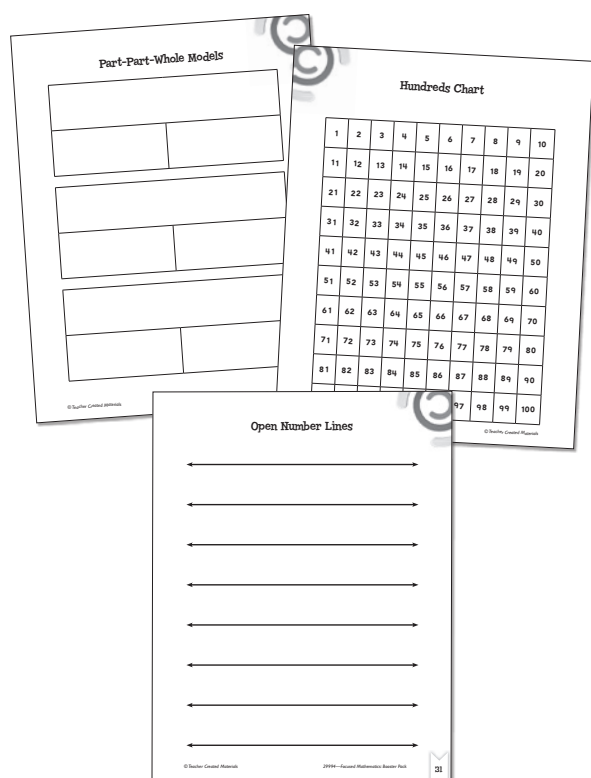 Part-Part-Whole Models
© Teacher Created Materials
Hundreds Chart
1 2 3 4 5 6 7 8 9 10
11 12 13 14 15 16 17 18 19 20
21 22 23 24 25 26 27 28 29 30
31 32 33 34 35 36 37 38 39 40
41 42 43 44 45 46 47 48 49 50
51 52 53 54 55 56 57 58 59 60
61 62 63 64 65 66 67 68 69 70
71 72 73 74 75 76 77 78 79 80
81 82 83 84 85 86 87 88 89 90
97 98 99 100
© Teacher Created Materials
Open Number Lines
© Teacher Created Materials 29994—Focused Mathematics Booster Pack 31